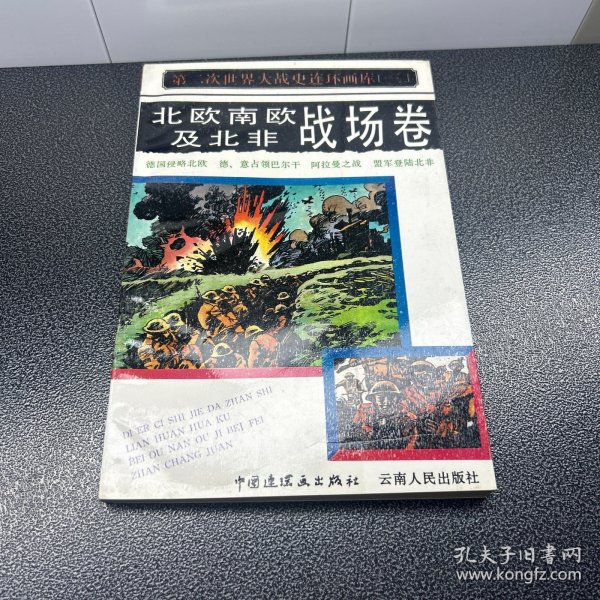 第二次世界大战史连环画库[二]
北欧南欧
及北非
战场卷
德国侵略北欧 德、意占领巴尔干 阿拉曼之战 盟军登陆北非
DI ER CI SHI JIE DA ZHAN SHI
LIAN HUAN HUA KU
BEI OU NAN OU JI BEI FEI
ZHAN CHANG JUAN
中国连环画出版社 云南人民出版社
孔夫子旧书网
www.kongfz.com